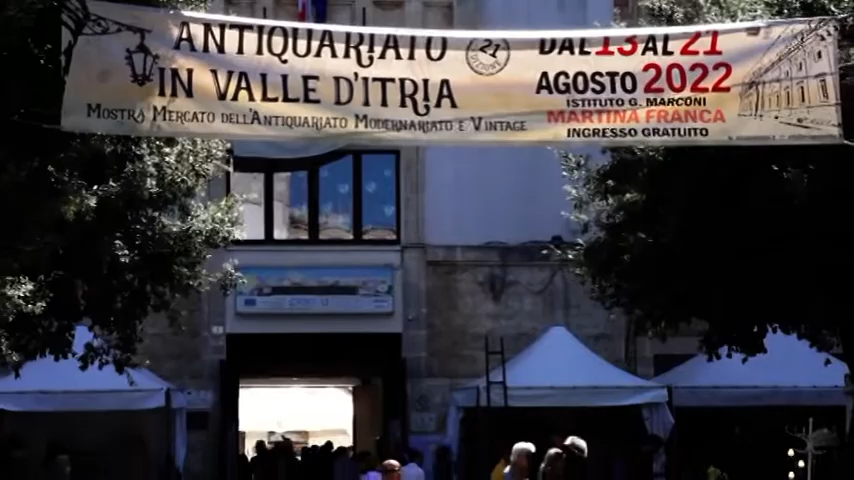 ANTIQUARIATO
IN VALLE D'ITRIA
MOSTRA MERCATO DELL'ANTIQUARIATO MODERNARIATO E VINTAGE
21
EDIZIONE
DAL 13 AL 21
AGOSTO 2022
ISTITUTO G. MARCONI
MARTINA FRANCA
INGRESSO GRATUITO